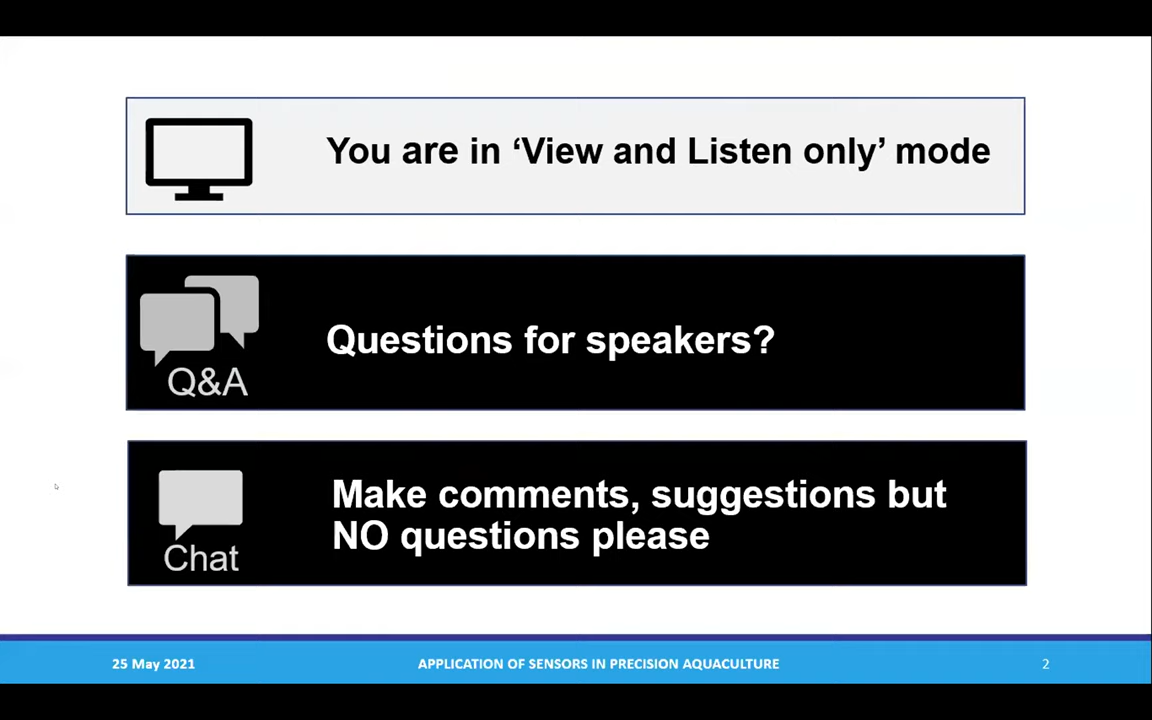 You are in ‘View and Listen only’ mode
Questions for speakers?
Q&A
Make comments, suggestions but
NO questions please
Chat
25 May 2021
APPLICATION OF SENSORS IN PRECISION AQUACULTURE
2